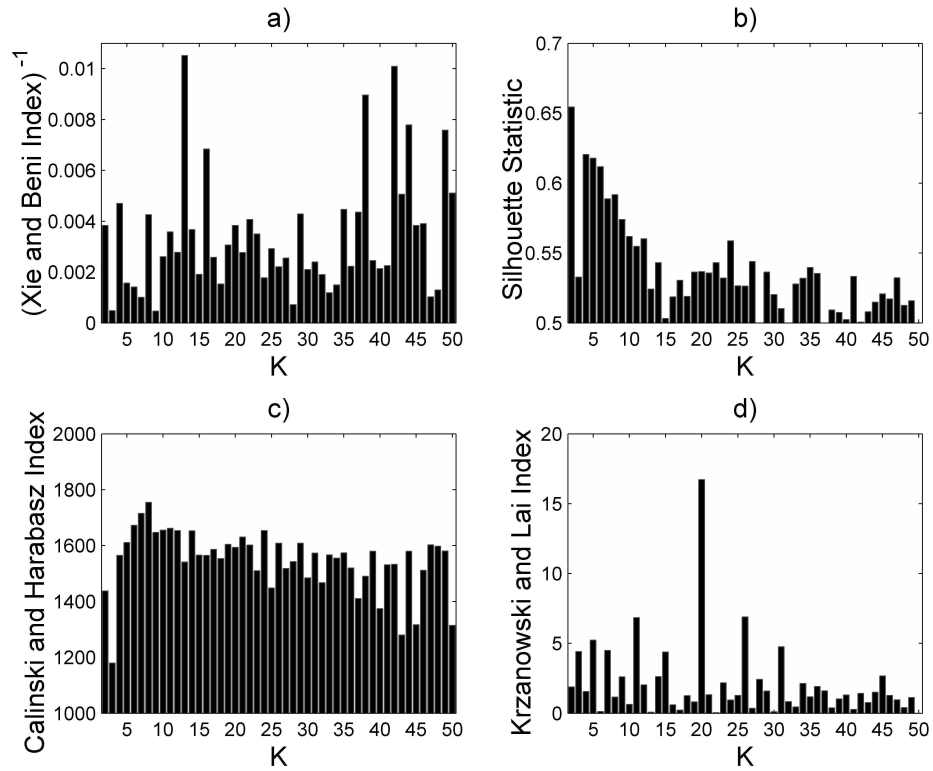 a)
(Xie and Beni Index)⁻¹
0.01
0.008
0.006
0.004
0.002
0
5 10 15 20 25 30 35 40 45 50
K
b)
Silhouette Statistic
0.7
0.65
0.6
0.55
0.5
5 10 15 20 25 30 35 40 45 50
K
c)
Calinski and Harabasz Index
2000
1800
1600
1400
1200
1000
5 10 15 20 25 30 35 40 45 50
K
d)
Krzanowski and Lai Index
20
15
10
5
0
5 10 15 20 25 30 35 40 45 50
K